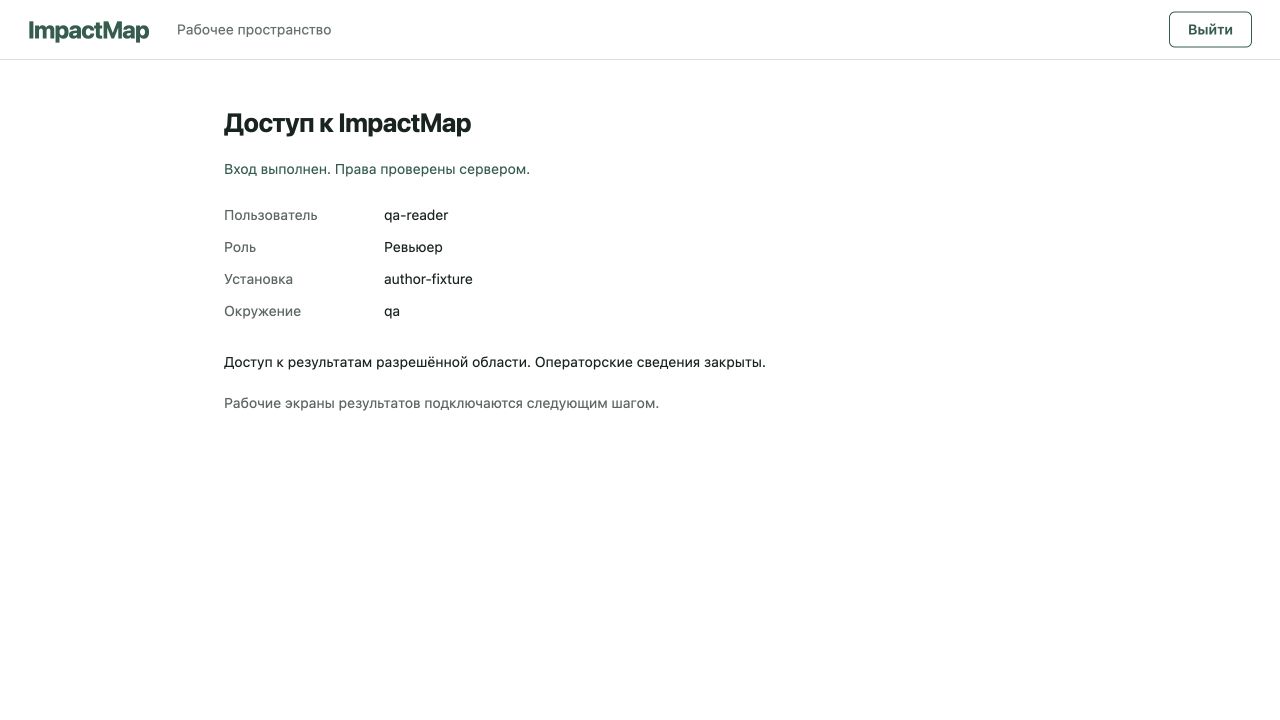 ImpactMap
Рабочее пространство
Выйти
Доступ к ImpactMap
Вход выполнен. Права проверены сервером.
Пользователь qa-reader
Роль Ревьюер
Установка author-fixture
Окружение qa
Доступ к результатам разрешённой области. Операторские сведения закрыты.
Рабочие экраны результатов подключаются следующим шагом.